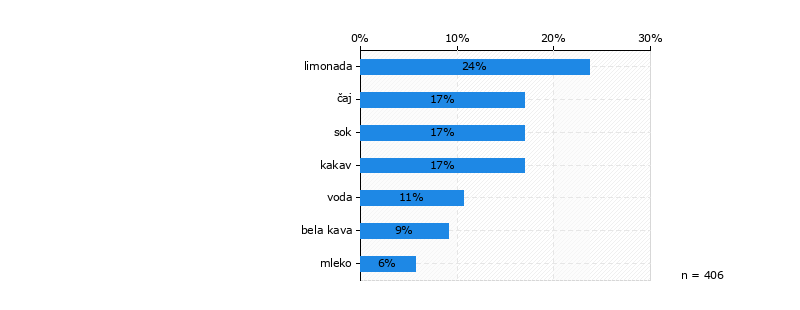 0% 10% 20% 30%
limonada 24%
čaj 17%
sok 17%
kakav 17%
voda 11%
bela kava 9%
mleko 6%
n = 406